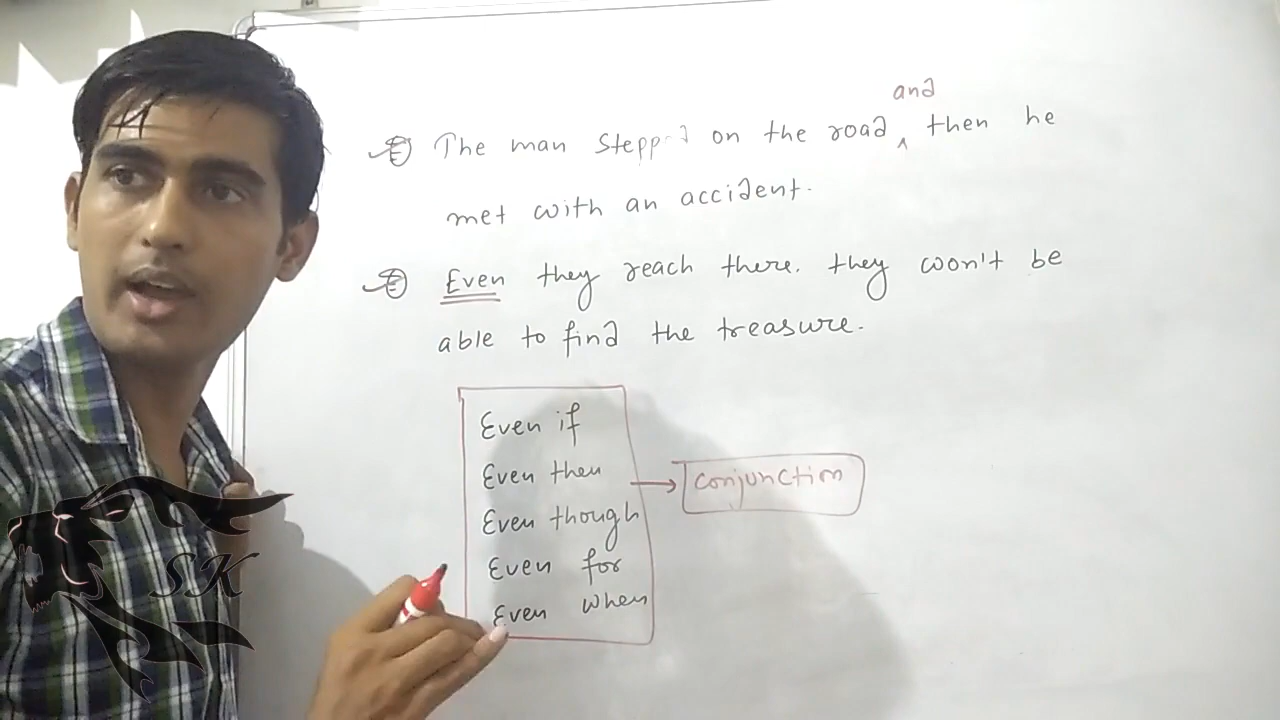 and
The man stepped on the road ‸ then he
met with an accident.
Even they reach there. they won't be
able to find the treasure.
Even if
Even then
Even though
Even for
Even when
conjunction
SK